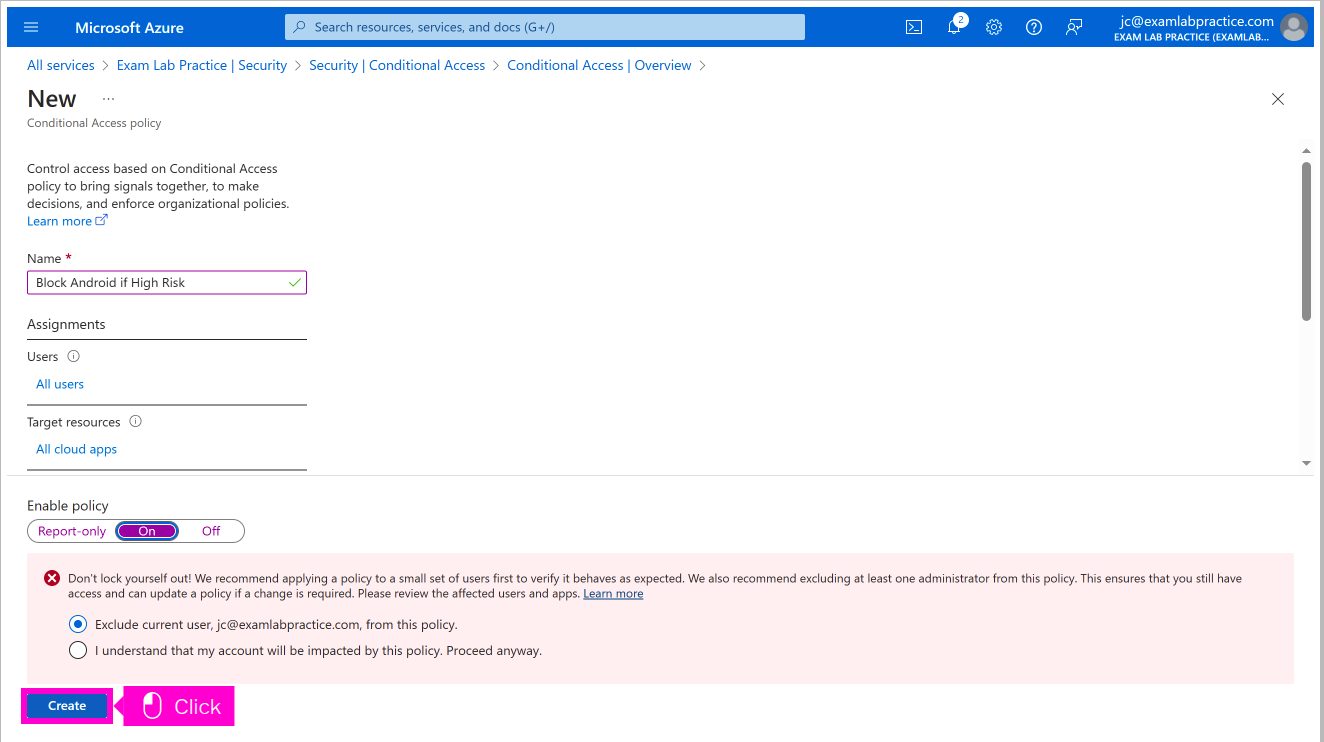 Microsoft Azure
Search resources, services, and docs (G+/)
2
jc@examlabpractice.com
EXAM LAB PRACTICE (EXAMLAB...
All services > Exam Lab Practice | Security > Security | Conditional Access > Conditional Access | Overview >
New ...
Conditional Access policy
Control access based on Conditional Access
policy to bring signals together, to make
decisions, and enforce organizational policies.
Learn more
Name *
Block Android if High Risk
Assignments
Users
All users
Target resources
All cloud apps
Enable policy
Report-only On Off
Don't lock yourself out! We recommend applying a policy to a small set of users first to verify it behaves as expected. We also recommend excluding at least one administrator from this policy. This ensures that you still have
access and can update a policy if a change is required. Please review the affected users and apps. Learn more
Exclude current user, jc@examlabpractice.com, from this policy.
I understand that my account will be impacted by this policy. Proceed anyway.
Create Click